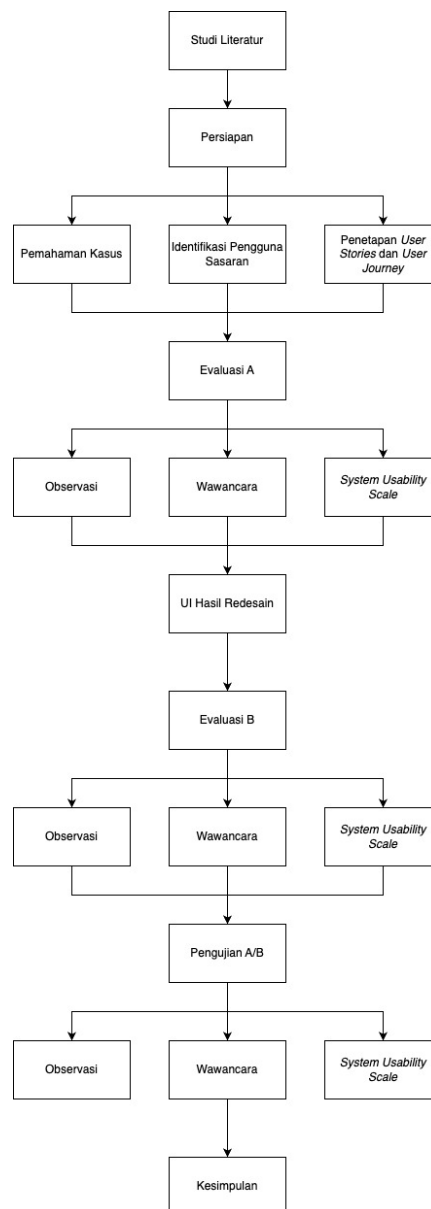 Studi Literatur
Persiapan
Pemahaman Kasus
Identifikasi Pengguna
Sasaran
Penetapan User
Stories dan User
Journey
Evaluasi A
Observasi
Wawancara
System Usability
Scale
UI Hasil Redesain
Evaluasi B
Observasi
Wawancara
System Usability
Scale
Pengujian A/B
Observasi
Wawancara
System Usability
Scale
Kesimpulan